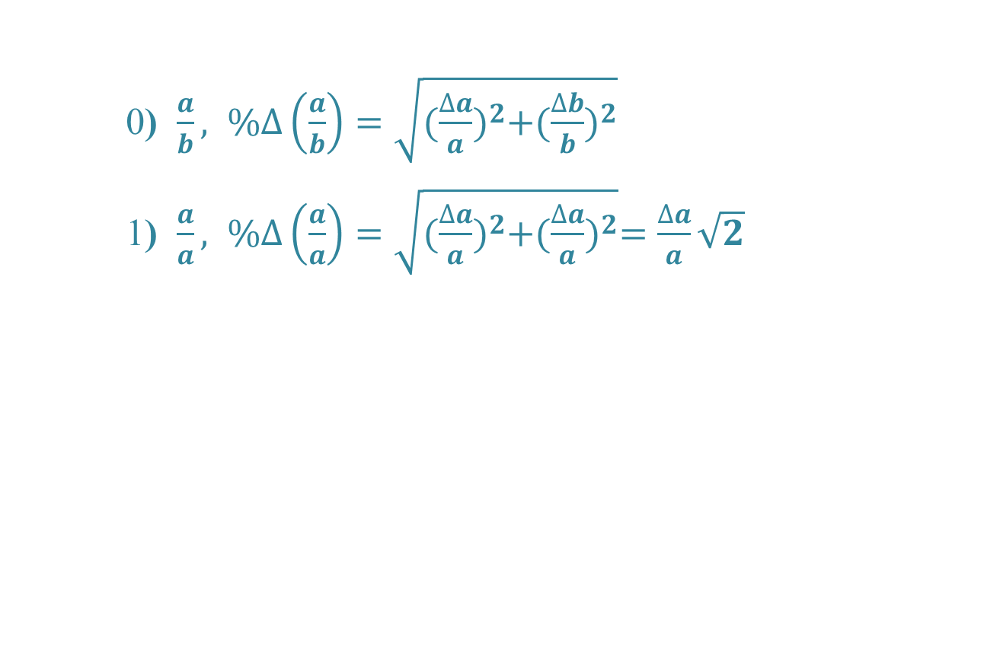 0) a/b, %Δ(a/b) = √((Δa/a)²+(Δb/b)²)
1) a/a, %Δ(a/a) = √((Δa/a)²+(Δa/a)²)= Δa/a √2